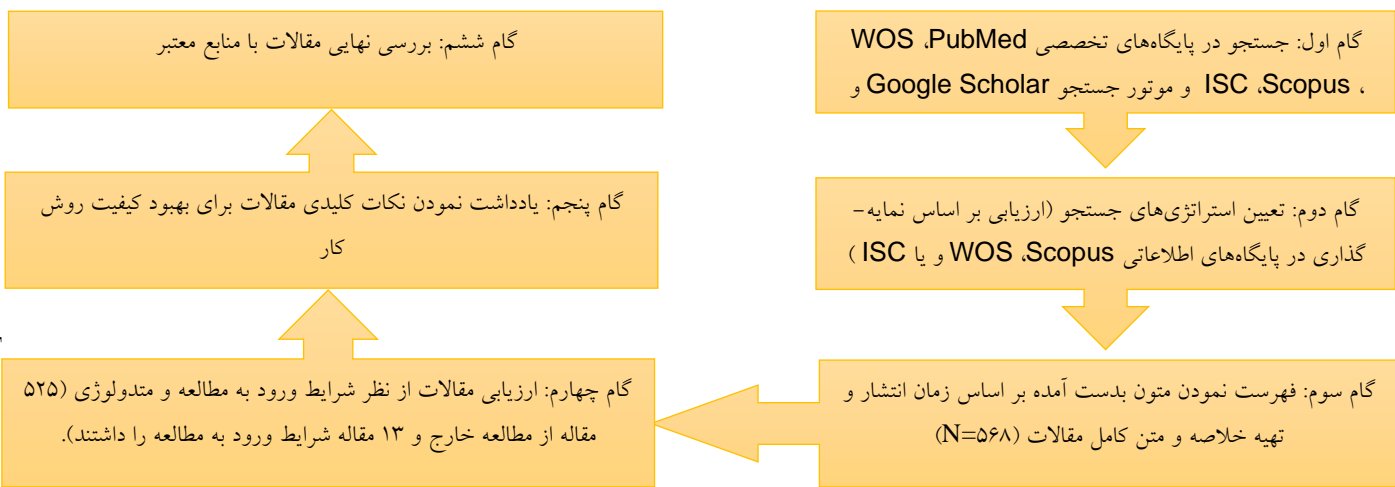 گام اول: جستجو در پایگاه‌های تخصصی PubMed، WOS
، Scopus، ISC و موتور جستجو Google Scholar و
گام دوم: تعیین استراتژی‌های جستجو (ارزیابی بر اساس نمایه-
گذاری در پایگاه‌های اطلاعاتی Scopus، WOS و یا ISC )
گام سوم: فهرست نمودن متون بدست آمده بر اساس زمان انتشار و
تهیه خلاصه و متن کامل مقالات (N=۵۶۸)
گام چهارم: ارزیابی مقالات از نظر شرایط ورود به مطالعه و متدولوژی (۵۲۵
مقاله از مطالعه خارج و ۱۳ مقاله شرایط ورود به مطالعه را داشتند).
گام پنجم: یادداشت نمودن نکات کلیدی مقالات برای بهبود کیفیت روش
کار
گام ششم: بررسی نهایی مقالات با منابع معتبر